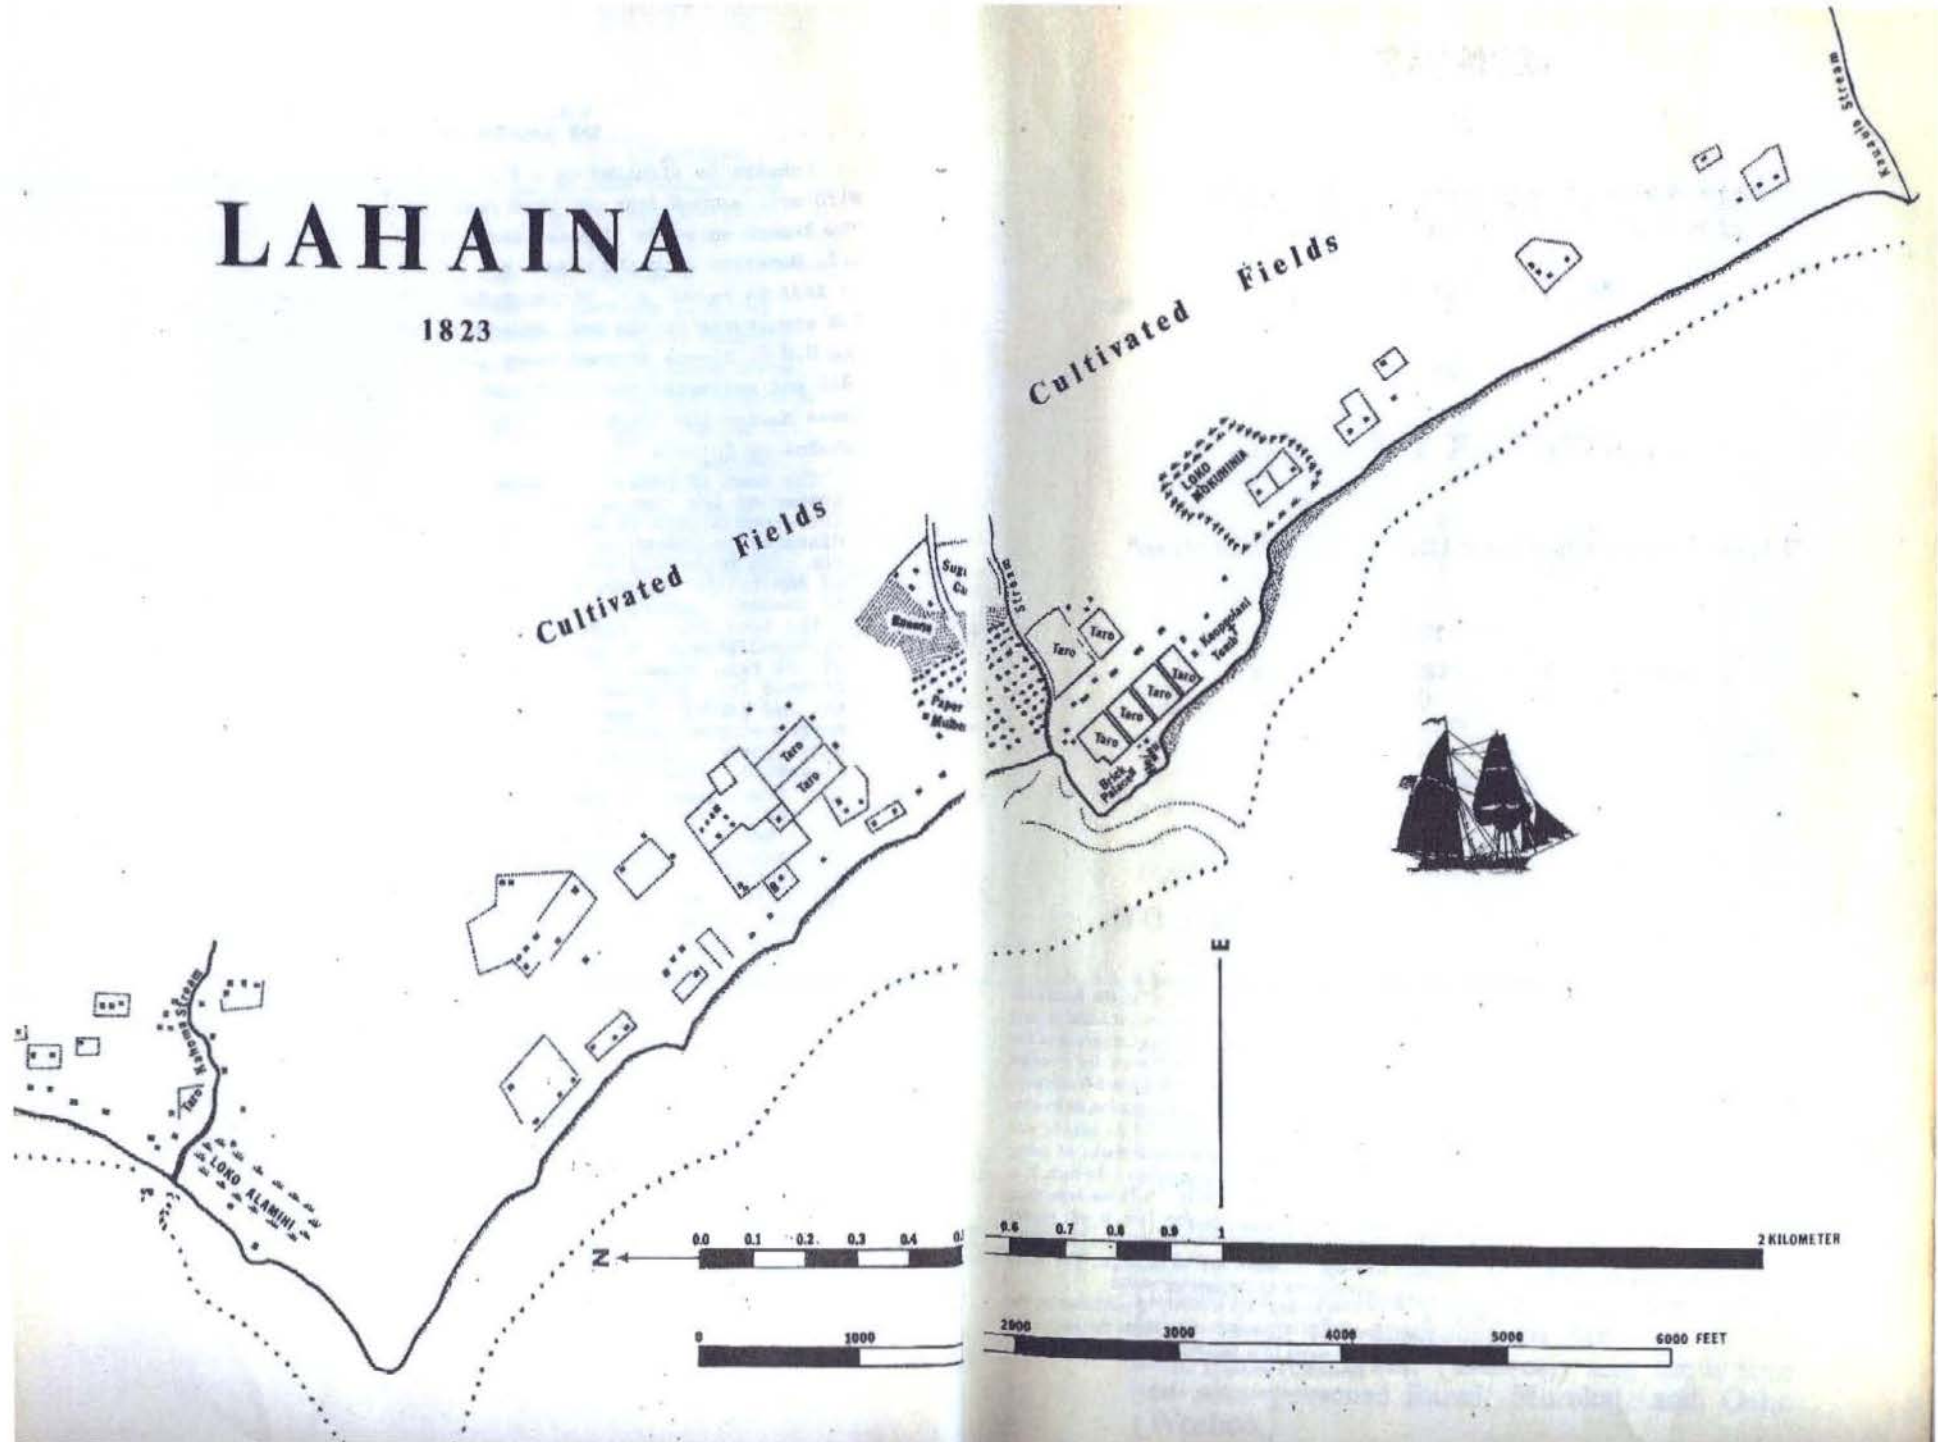 LAHAINA
1823
Kauaula Stream
Cultivated Fields
Cultivated Fields
LOKO
MOKUHINIA
Stream
Taro
Taro
Keopuolani
Tomb
Taro
Taro
Taro
Taro
Brick
Palace
Paper
Taro
Taro
Kahoma Stream
Taro
LOKO ALAMIHI
E
N
0.0 0.1 0.2 0.3 0.4 0.6 0.7 0.8 0.9 1 2 KILOMETER
0 1000 2000 3000 4000 5000 6000 FEET